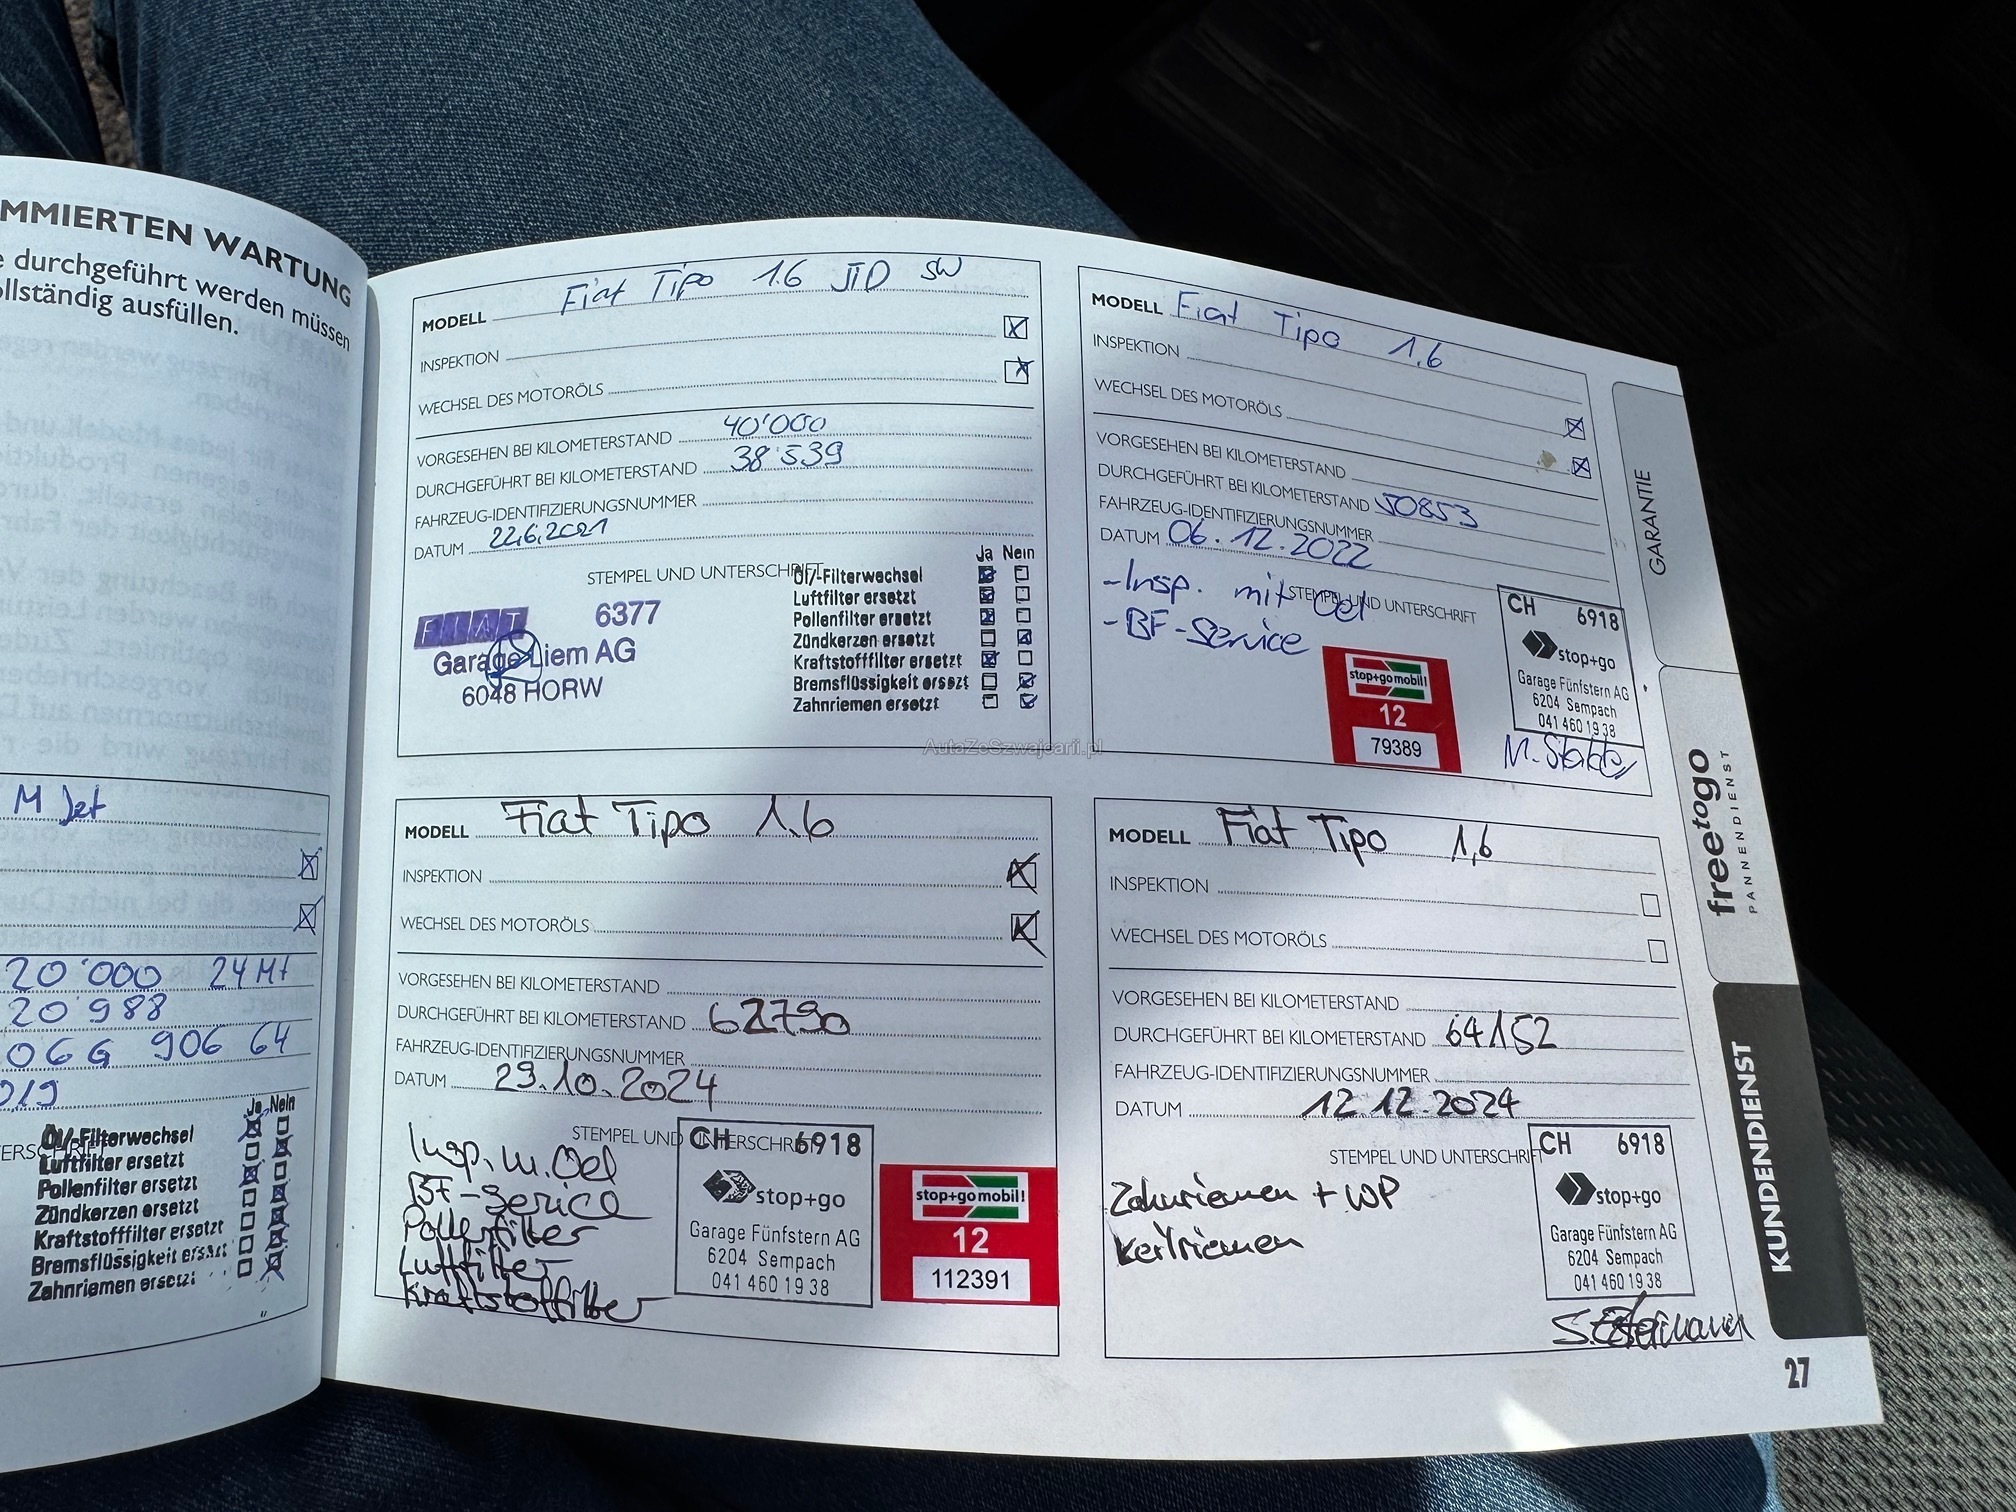 MMIERTEN WARTUNG
e durchgeführt werden müssen
ollständig ausfüllen.
M Jet
20'000 24 Mt
20'988
06G 906 64
019
Ja Nein
Öl/-Filterwechsel
Luftfilter ersetzt
Pollenfilter ersetzt
Zündkerzen ersetzt
Kraftstofffilter ersetzt
Bremsflüssigkeit ersszt
Zahnriemen ersetzt
MODELL Fiat Tipo 1.6 JTD SW
INSPEKTION
WECHSEL DES MOTORÖLS
VORGESEHEN BEI KILOMETERSTAND 40'000
DURCHGEFÜHRT BEI KILOMETERSTAND 38'539
FAHRZEUG-IDENTIFIZIERUNGSNUMMER
DATUM 22.6.2021
STEMPEL UND UNTERSCHRIFT
Ja Nein
Öl/-Filterwechsel
Luftfilter ersetzt
Pollenfilter ersetzt
Zündkerzen ersetzt
Kraftstofffilter ersetzt
Bremsflüssigkeit ersszt
Zahnriemen ersetzt
FIAT 6377
Garage Liem AG
6048 HORW
MODELL Fiat Tipo 1.6
INSPEKTION
WECHSEL DES MOTORÖLS
VORGESEHEN BEI KILOMETERSTAND
DURCHGEFÜHRT BEI KILOMETERSTAND 50853
FAHRZEUG-IDENTIFIZIERUNGSNUMMER
DATUM 06.12.2022
STEMPEL UND UNTERSCHRIFT
-Insp. mit Oel
-BF-Service
stop+go mobil!
12
79389
CH 6918
stop+go
Garage Fünfstern AG
6204 Sempach
041 460 19 38
AutaZeSzwajcarii.pl
MODELL Fiat Tipo 1.6
INSPEKTION
WECHSEL DES MOTORÖLS
VORGESEHEN BEI KILOMETERSTAND
DURCHGEFÜHRT BEI KILOMETERSTAND 62790
FAHRZEUG-IDENTIFIZIERUNGSNUMMER
DATUM 29.10.2024
STEMPEL UND UNTERSCHRIFT
Insp. m. Oel
BF-Service
Pollenfilter
Luftfilter
Kraftstofffilter
CH 6918
stop+go
Garage Fünfstern AG
6204 Sempach
041 460 19 38
stop+go mobil!
12
112391
MODELL Fiat Tipo 1,6
INSPEKTION
WECHSEL DES MOTORÖLS
VORGESEHEN BEI KILOMETERSTAND
DURCHGEFÜHRT BEI KILOMETERSTAND 64152
FAHRZEUG-IDENTIFIZIERUNGSNUMMER
DATUM 12.12.2024
STEMPEL UND UNTERSCHRIFT
Zahnriemen + WP
Keilriemen
CH 6918
stop+go
Garage Fünfstern AG
6204 Sempach
041 460 19 38
GARANTIE
freetogo
PANNENDIENST
KUNDENDIENST
27